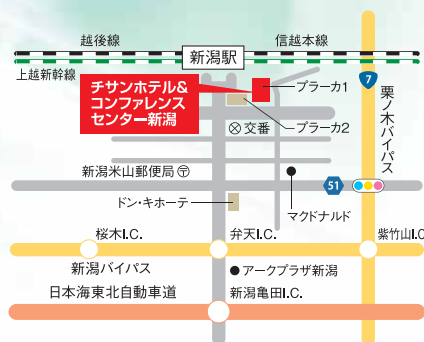 越後線
信越本線
新潟駅
上越新幹線
7
チサンホテル&
コンファレンス
センター新潟
プラーカ1
プラーカ2
交番
栗ノ木バイパス
新潟米山郵便局〶
51
ドン・キホーテ
マクドナルド
桜木I.C.
弁天I.C.
紫竹山I.C
新潟バイパス
アークプラザ新潟
日本海東北自動車道
新潟亀田I.C.